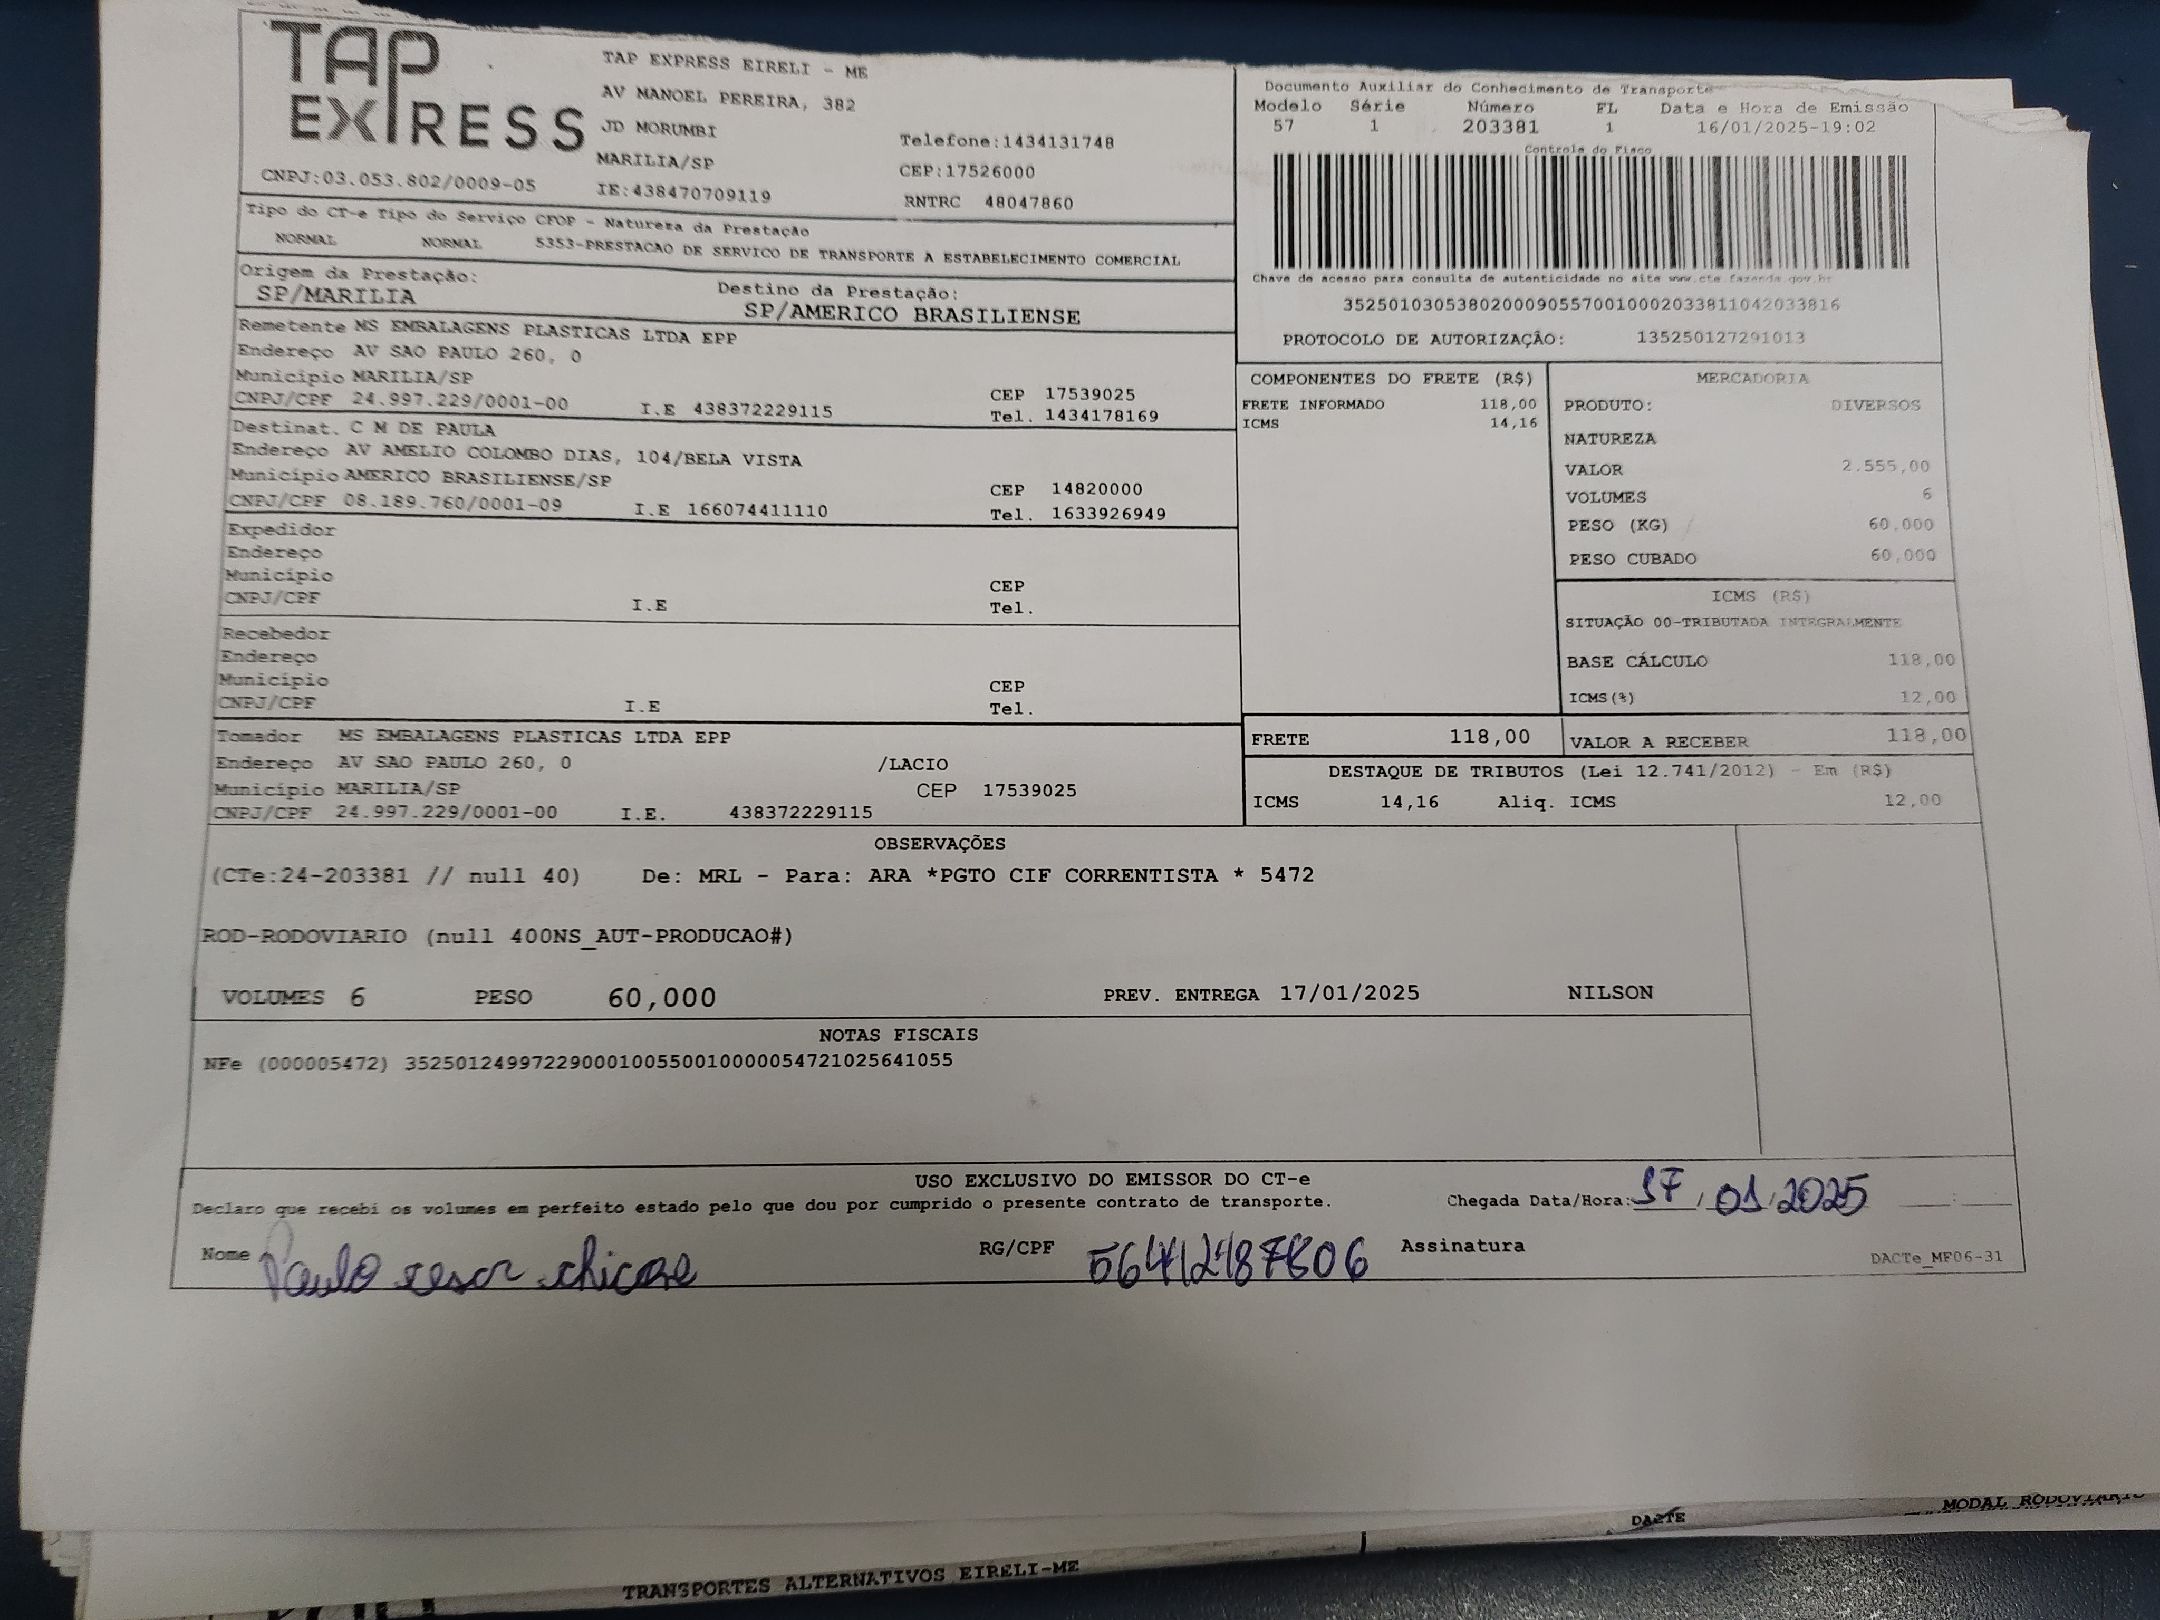 TAP
EXPRESS
CNPJ:03.053.802/0009-05
TAP EXPRESS EIRELI - ME
AV MANOEL PEREIRA, 382
JD MORUMBI
MARILIA/SP
IE:438470709119
Telefone:1434131748
CEP:17526000
RNTRC 48047860
Documento Auxiliar do Conhecimento de Transporte
Modelo Série Número FL Data e Hora de Emissão
57 1 203381 1 16/01/2025-19:02
Controle do Fisco
Chave de acesso para consulta de autenticidade no site www.cte.fazenda.gov.br
35250103053802000905570010002033811042033816
PROTOCOLO DE AUTORIZAÇÃO: 135250127291013
Tipo do CT-e Tipo do Serviço CFOP - Natureza da Prestação
NORMAL NORMAL 5353-PRESTACAO DE SERVICO DE TRANSPORTE A ESTABELECIMENTO COMERCIAL
Origem da Prestação: Destino da Prestação:
SP/MARILIA SP/AMERICO BRASILIENSE
Remetente MS EMBALAGENS PLASTICAS LTDA EPP
Endereço AV SAO PAULO 260, 0
Município MARILIA/SP CEP 17539025
CNPJ/CPF 24.997.229/0001-00 I.E 438372229115 Tel. 1434178169
Destinat. C M DE PAULA
Endereço AV AMELIO COLOMBO DIAS, 104/BELA VISTA
Município AMERICO BRASILIENSE/SP CEP 14820000
CNPJ/CPF 08.189.760/0001-09 I.E 166074411110 Tel. 1633926949
Expedidor
Endereço
Município CEP
CNPJ/CPF I.E Tel.
Recebedor
Endereço
Município CEP
CNPJ/CPF I.E Tel.
Tomador MS EMBALAGENS PLASTICAS LTDA EPP
Endereço AV SAO PAULO 260, 0 /LACIO
Município MARILIA/SP CEP 17539025
CNPJ/CPF 24.997.229/0001-00 I.E. 438372229115
COMPONENTES DO FRETE (R$)
FRETE INFORMADO 118,00
ICMS 14,16
MERCADORIA
PRODUTO: DIVERSOS
NATUREZA
VALOR 2.555,00
VOLUMES 6
PESO (KG) 60,000
PESO CUBADO 60,000
ICMS (R$)
SITUAÇÃO 00-TRIBUTADA INTEGRALMENTE
BASE CÁLCULO 118,00
ICMS(%) 12,00
FRETE 118,00 VALOR A RECEBER 118,00
DESTAQUE DE TRIBUTOS (Lei 12.741/2012) - Em (R$)
ICMS 14,16 Aliq. ICMS 12,00
OBSERVAÇÕES
(CTe:24-203381 // null 40) De: MRL - Para: ARA *PGTO CIF CORRENTISTA * 5472
ROD-RODOVIARIO (null 400NS_AUT-PRODUCAO#)
VOLUMES 6 PESO 60,000 PREV. ENTREGA 17/01/2025 NILSON
NOTAS FISCAIS
NFe (000005472) 35250124997229000100550010000054721025641055
USO EXCLUSIVO DO EMISSOR DO CT-e
Declaro que recebi os volumes em perfeito estado pelo que dou por cumprido o presente contrato de transporte. Chegada Data/Hora: 17/01/2025 :
Nome Paulo cesar RG/CPF Assinatura
DACTe_MF06-31
DACTE MODAL RODOVIARIO
TRANSPORTES ALTERNATIVOS EIRELI-ME